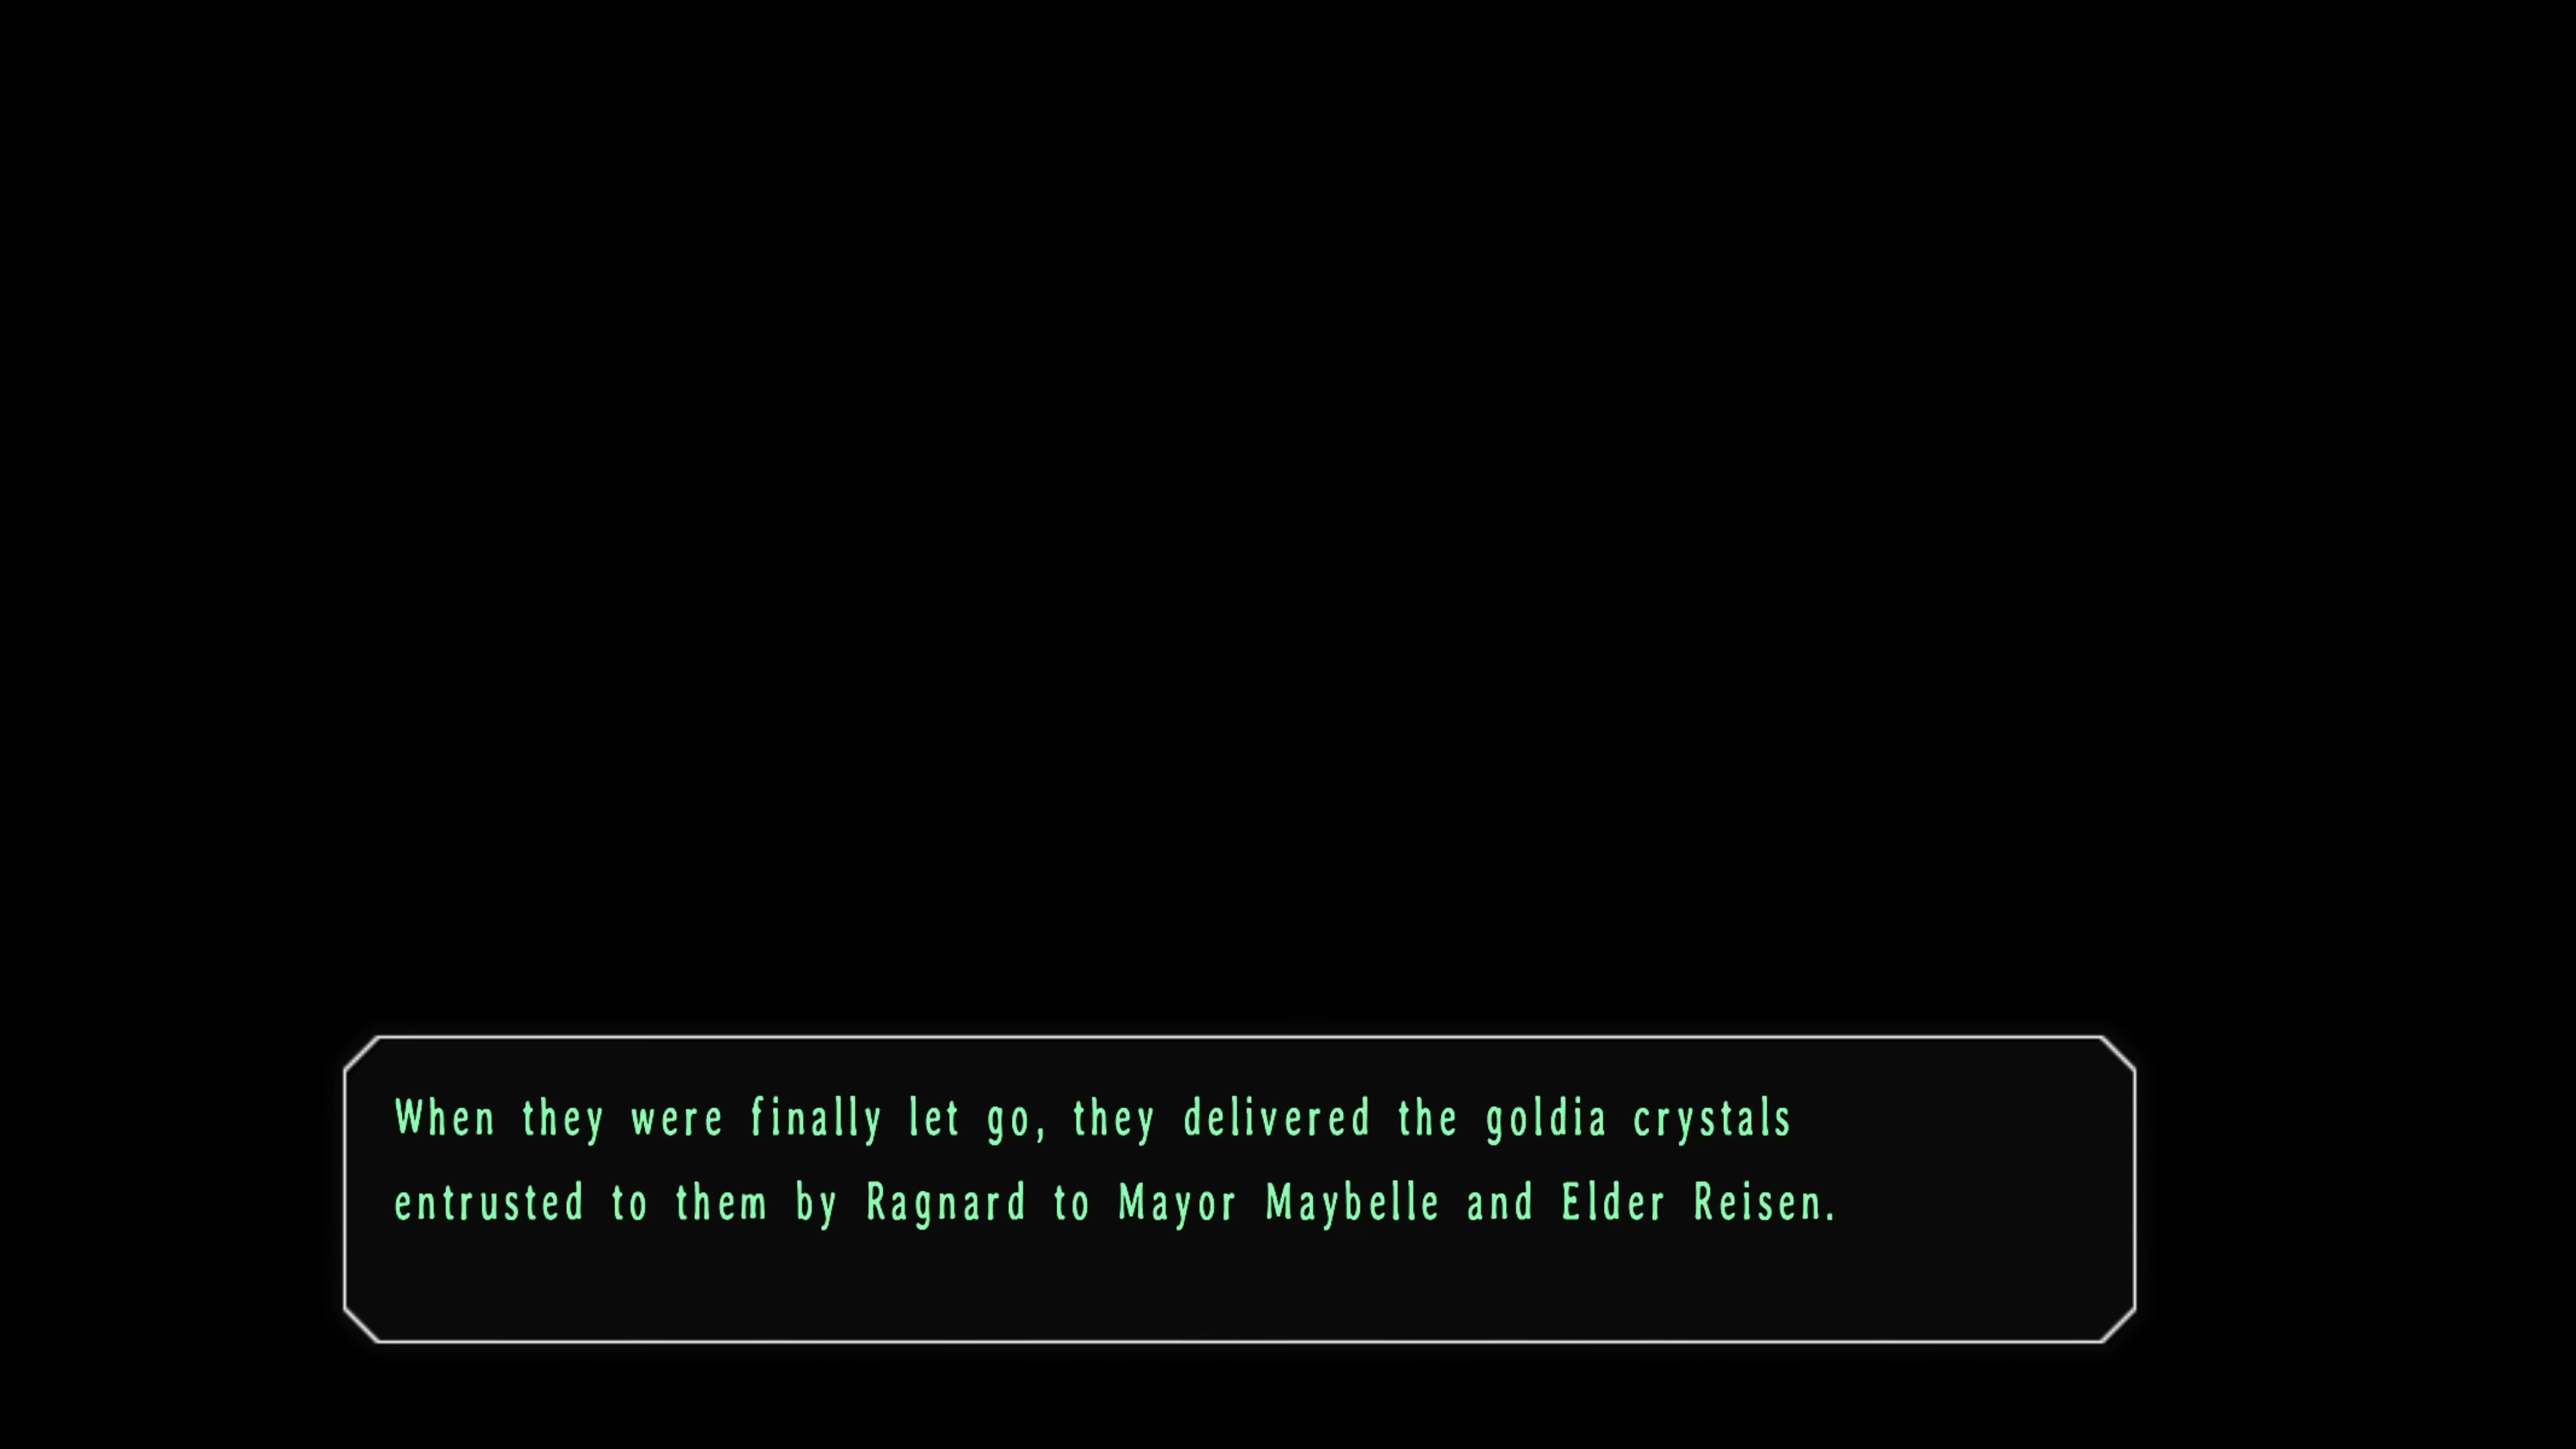 When they were finally let go, they delivered the goldia crystals
entrusted to them by Ragnard to Mayor Maybelle and Elder Reisen.